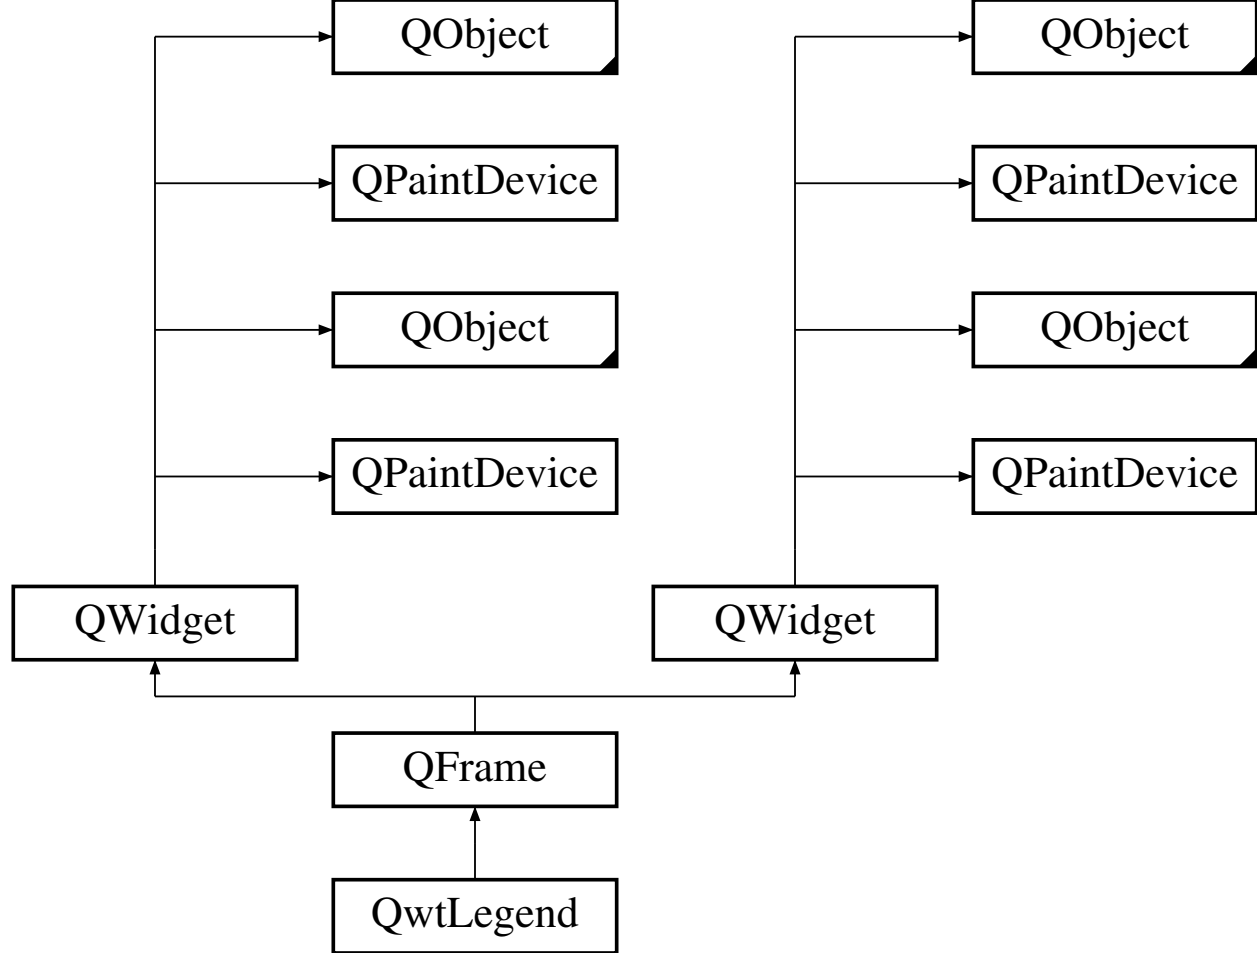 QObject
QObject
QPaintDevice
QPaintDevice
QObject
QObject
QPaintDevice
QPaintDevice
QWidget
QWidget
QFrame
QwtLegend